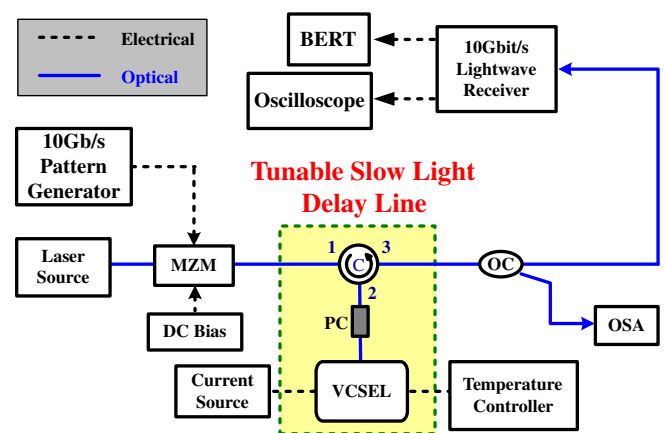 Electrical
Optical
BERT
Oscilloscope
10Gbit/s
Lightwave
Receiver
10Gb/s
Pattern
Generator
Tunable Slow Light
Delay Line
Laser
Source
MZM
1
C
3
2
OC
DC Bias
PC
OSA
Current
Source
VCSEL
Temperature
Controller